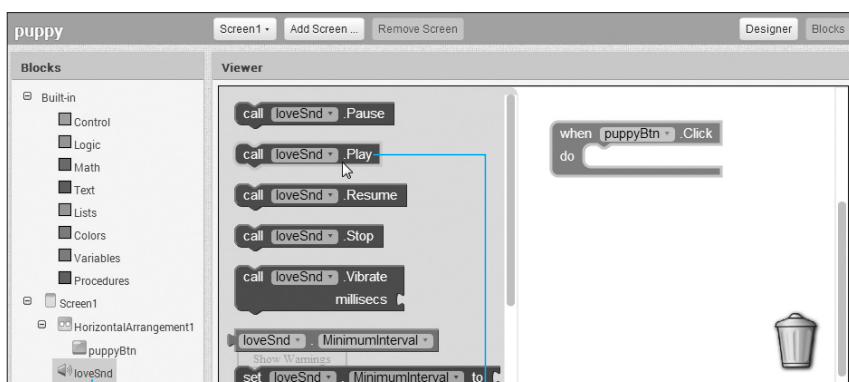 puppy
Screen1
Add Screen ...
Remove Screen
Designer
Blocks
Blocks
Viewer
Built-in
Control
Logic
Math
Text
Lists
Colors
Variables
Procedures
Screen1
HorizontalArrangement1
puppyBtn
loveSnd
call loveSnd .Pause
call loveSnd .Play
call loveSnd .Resume
call loveSnd .Stop
call loveSnd .Vibrate
millisecs
loveSnd . MinimumInterval
Show Warnings
set loveSnd . MinimumInterval to
when puppyBtn .Click
do